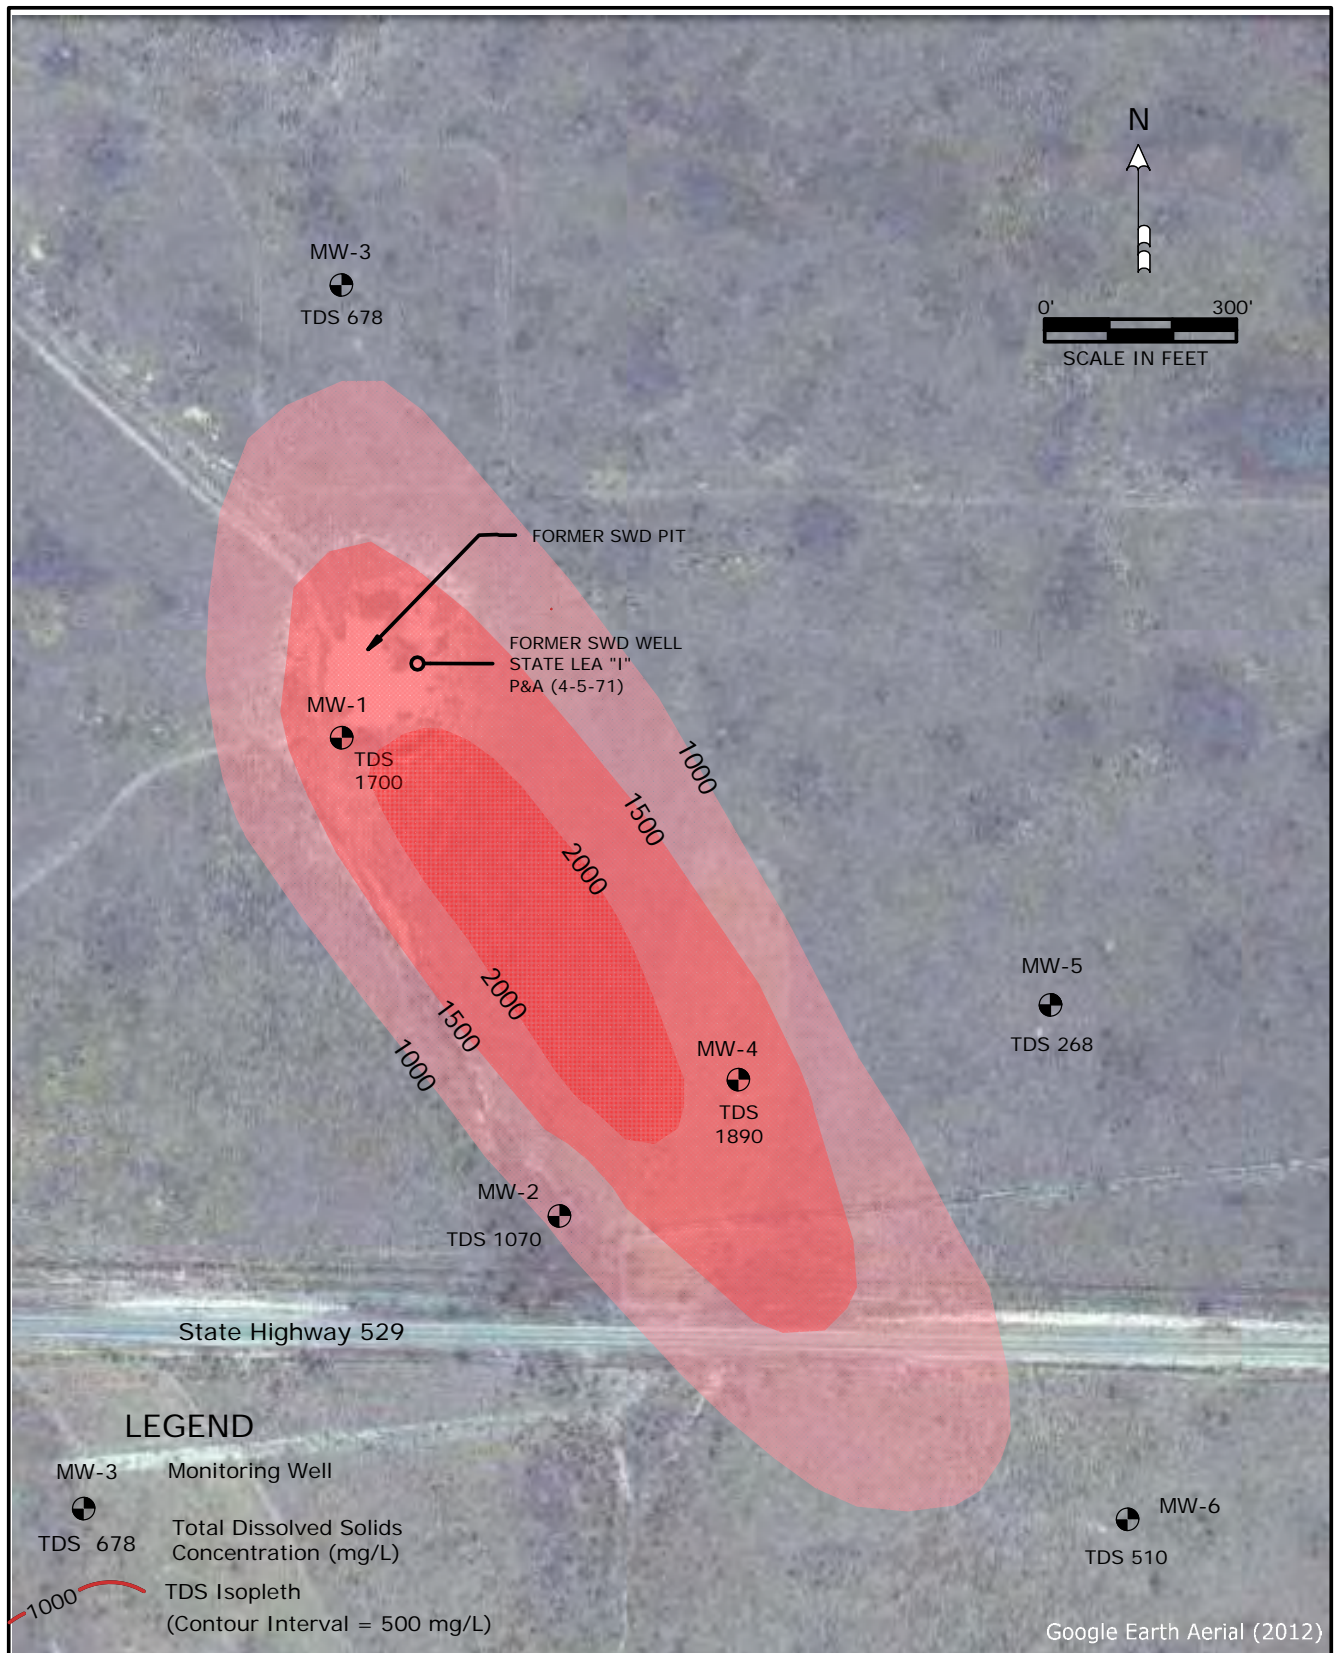 N
MW-3
TDS 678
0' 300'
SCALE IN FEET
FORMER SWD PIT
FORMER SWD WELL
STATE LEA "I"
P&A (4-5-71)
MW-1
TDS
1700
1000
1500
2000
2000
1500
1000
MW-5
TDS 268
MW-4
TDS
1890
MW-2
TDS 1070
State Highway 529
LEGEND
MW-3 Monitoring Well
TDS 678
Total Dissolved Solids
Concentration (mg/L)
1000
TDS Isopleth
(Contour Interval = 500 mg/L)
MW-6
TDS 510
Google Earth Aerial (2012)